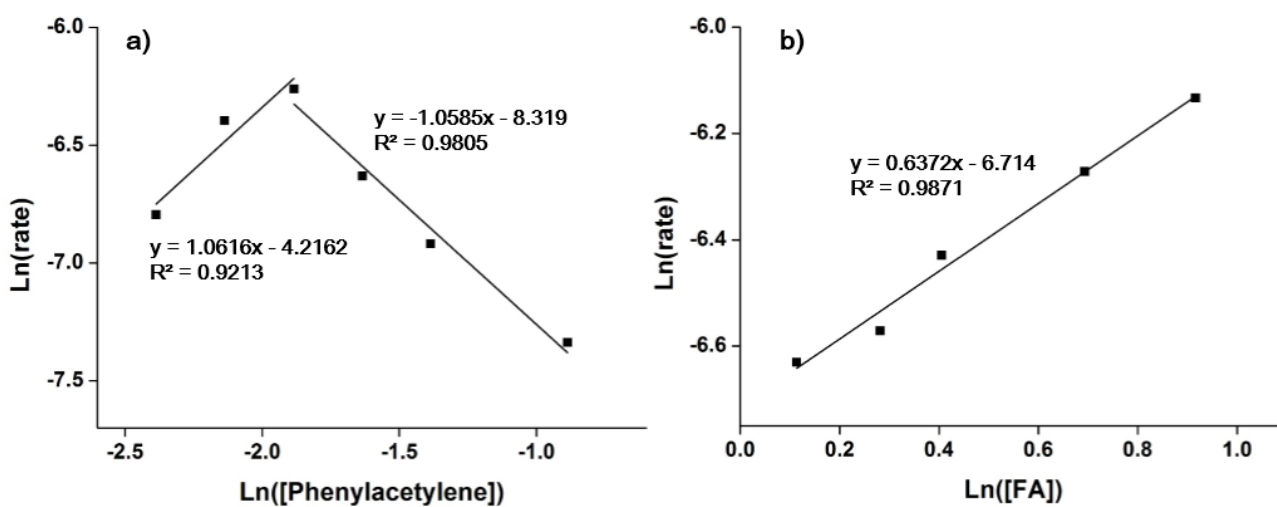 a)
-6.0
-6.5
-7.0
-7.5
Ln(rate)
y = -1.0585x - 8.319
R² = 0.9805
y = 1.0616x - 4.2162
R² = 0.9213
-2.5 -2.0 -1.5 -1.0
Ln([Phenylacetylene])
b)
-6.0
-6.2
-6.4
-6.6
Ln(rate)
y = 0.6372x - 6.714
R² = 0.9871
0.0 0.2 0.4 0.6 0.8 1.0
Ln([FA])